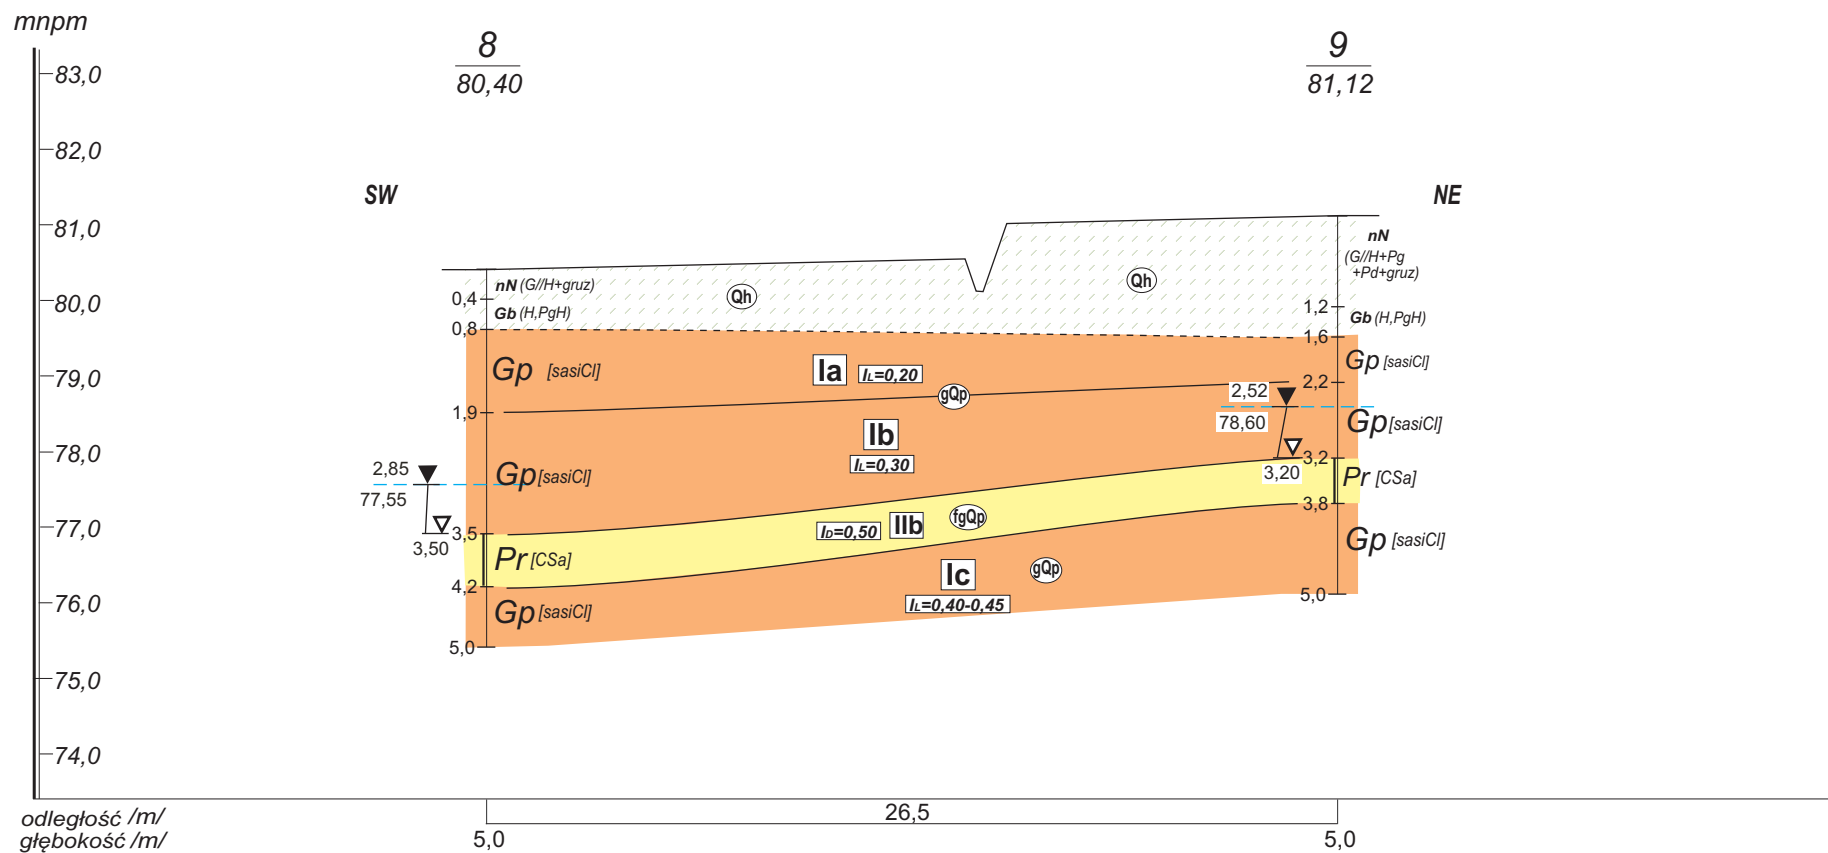 mnpm
8
9
80,40
81,12
83,0
82,0
81,0
80,0
79,0
78,0
77,0
76,0
75,0
74,0
SW
NE
nN (G//H+gruz)
0,4
Gb (H,PgH)
0,8
Gp [sasiCl]
1,9
Gp [sasiCl]
2,85
77,55
3,50
3,5
Pr [CSa]
4,2
Gp [sasiCl]
5,0
Qh
Qh
Ia
IL=0,20
gQp
Ib
IL=0,30
ID=0,50
IIb
fgQp
Ic
gQp
IL=0,40-0,45
nN
(G//H+Pg
+Pd+gruz)
1,2
Gb (H,PgH)
1,6
Gp [sasiCl]
2,2
2,52
78,60
Gp [sasiCl]
3,2
3,20
Pr [CSa]
3,8
Gp [sasiCl]
5,0
odległość /m/
26,5
głębokość /m/
5,0
5,0